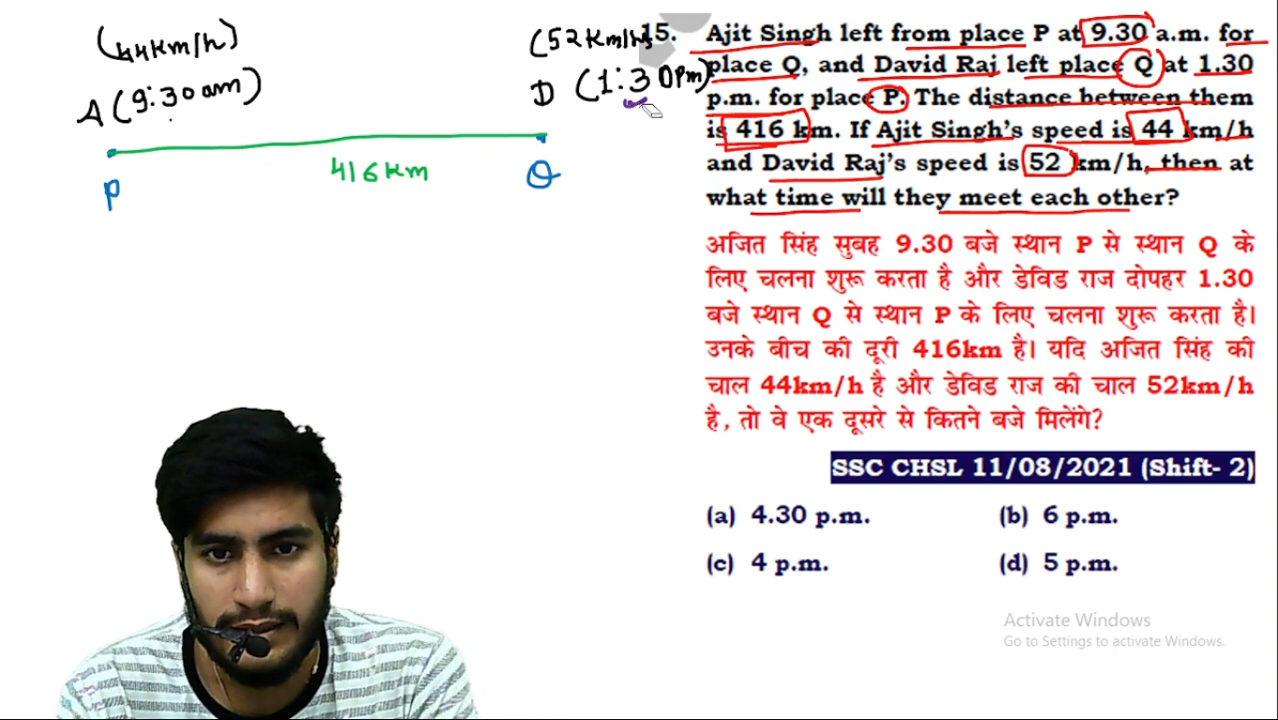 (44km/h)
A (9:30am)
(52km/h)
D (1:30pm)
416km
P
Q
15. Ajit Singh left from place P at 9.30 a.m. for
place Q, and David Raj left place Q at 1.30
p.m. for place P. The distance between them
is 416 km. If Ajit Singh's speed is 44 km/h
and David Raj's speed is 52 km/h, then at
what time will they meet each other?
अजित सिंह सुबह 9.30 बजे स्थान P से स्थान Q के
लिए चलना शुरू करता है और डेविड राज दोपहर 1.30
बजे स्थान Q से स्थान P के लिए चलना शुरू करता है।
उनके बीच की दूरी 416km है। यदि अजित सिंह की
चाल 44km/h है और डेविड राज की चाल 52km/h
है, तो वे एक दूसरे से कितने बजे मिलेंगे?
SSC CHSL 11/08/2021 (Shift- 2)
(a) 4.30 p.m. (b) 6 p.m.
(c) 4 p.m. (d) 5 p.m.
Activate Windows
Go to Settings to activate Windows.